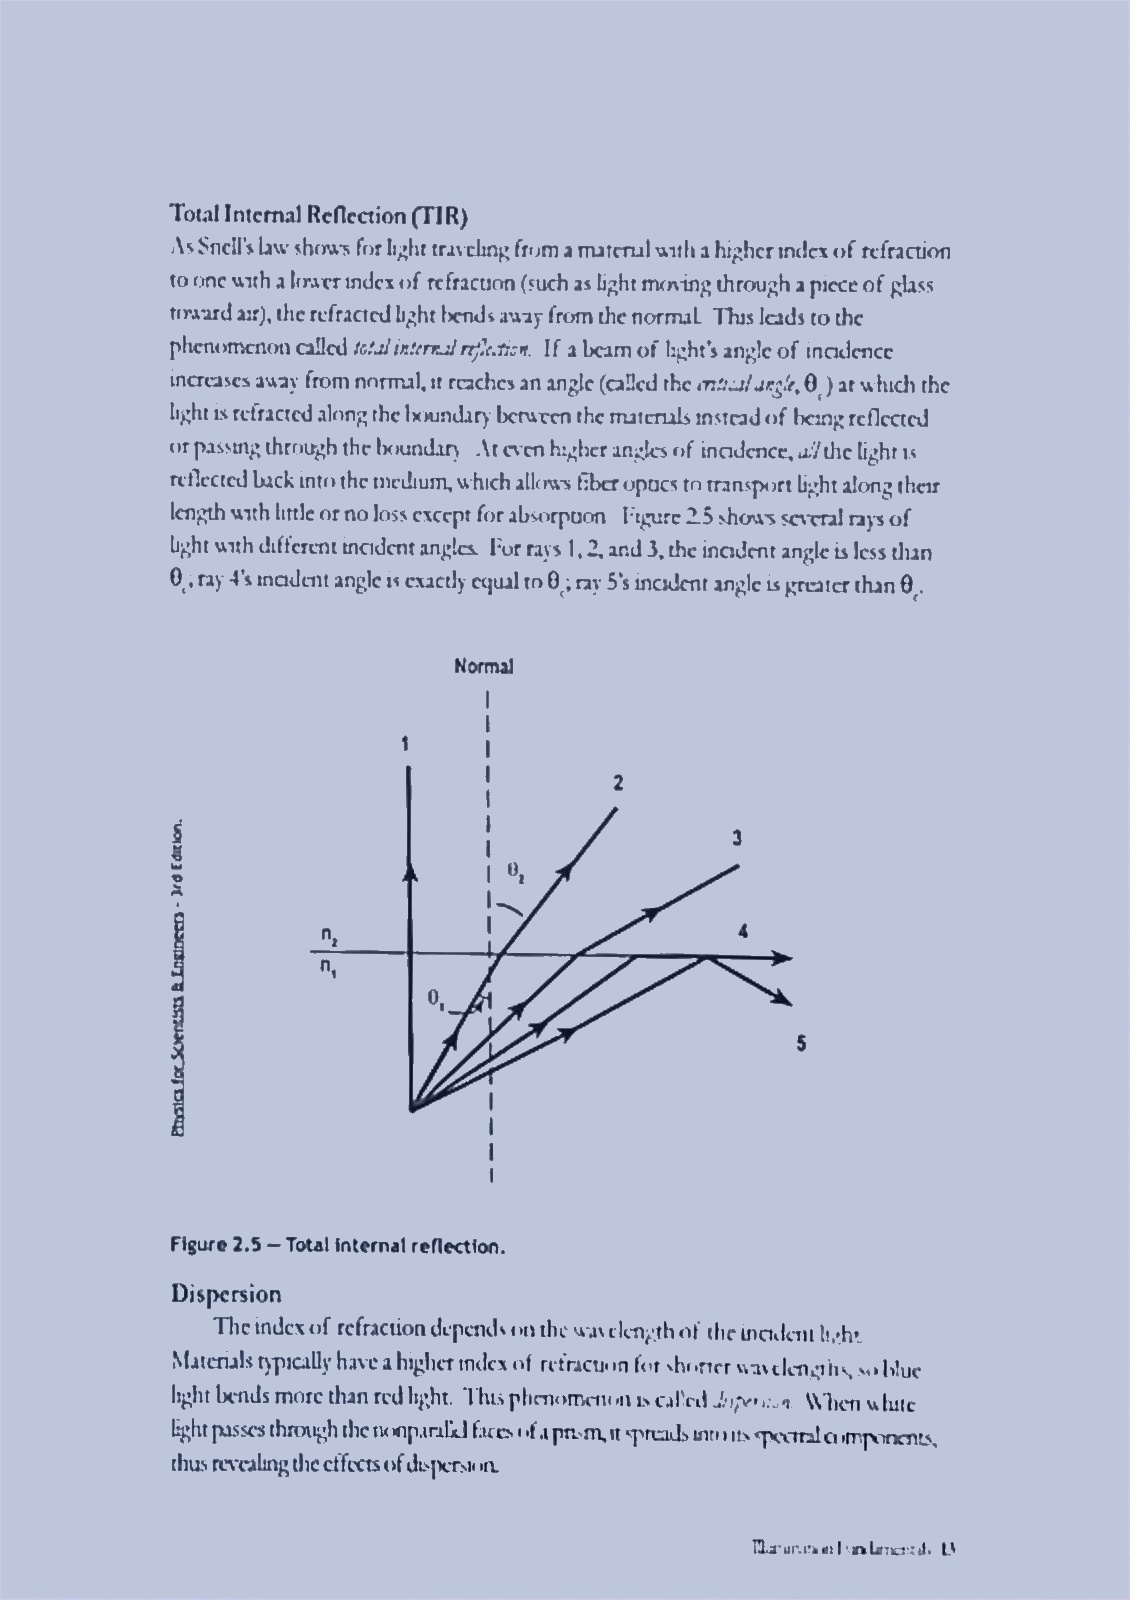 Total Internal Reflection (TIR)
As Snell's law shows for light traveling from a material with a higher index of refraction
to one with a lower index of refraction (such as light moving through a piece of glass
toward air), the refracted light bends away from the normal. This leads to the
phenomenon called total internal reflection. If a beam of light's angle of incidence
increases away from normal, it reaches an angle (called the critical angle, θc) at which the
light is refracted along the boundary between the materials instead of being reflected
or passing through the boundary. At even higher angles of incidence, all the light is
reflected back into the medium, which allows fiber optics to transport light along their
length with little or no loss except for absorption. Figure 2.5 shows several rays of
light with different incident angles. For rays 1, 2, and 3, the incident angle is less than
θc; ray 4's incident angle is exactly equal to θc; ray 5's incident angle is greater than θc.
Normal
1
2
3
θ2
n2
4
n1
θ1
5
Physics for Scientists & Engineers - 3rd Edition.
Figure 2.5 — Total internal reflection.
Dispersion
The index of refraction depends on the wavelength of the incident light.
Materials typically have a higher index of refraction for shorter wavelengths, so blue
light bends more than red light. This phenomenon is called dispersion. When white
light passes through the nonparallel faces of a prism, it spreads into its spectral components,
thus revealing the effects of dispersion.
Illumination Fundamentals 13